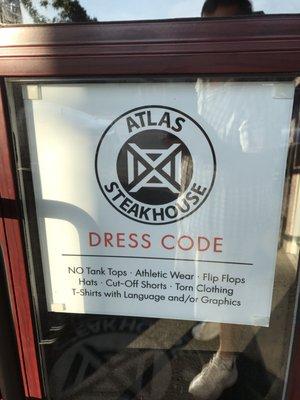 ATLAS
STEAKHOUSE
DRESS CODE
NO Tank Tops · Athletic Wear · Flip Flops
Hats · Cut-Off Shorts · Torn Clothing
T-Shirts with Language and/or Graphics